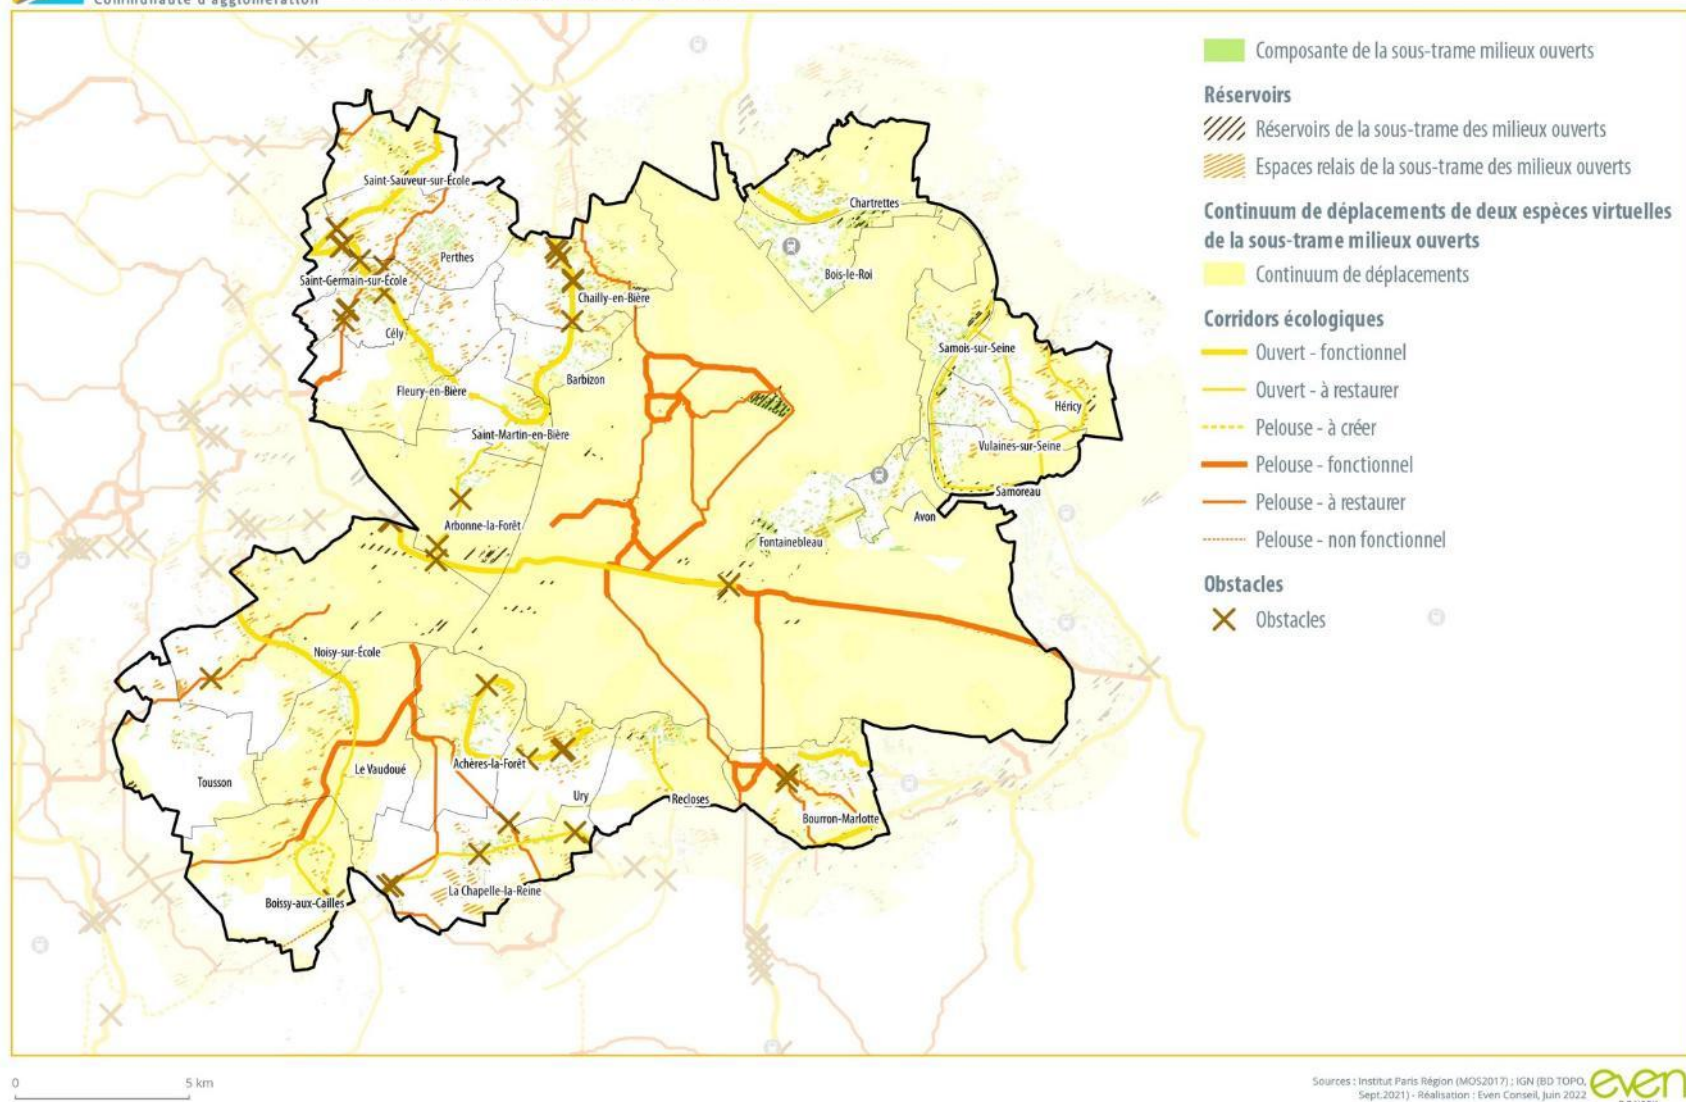 Communauté d'agglomération
Composante de la sous-trame milieux ouverts
Réservoirs
Réservoirs de la sous-trame des milieux ouverts
Espaces relais de la sous-trame des milieux ouverts
Continuum de déplacements de deux espèces virtuelles
de la sous-trame milieux ouverts
Continuum de déplacements
Corridors écologiques
Ouvert - fonctionnel
Ouvert - à restaurer
Pelouse - à créer
Pelouse - fonctionnel
Pelouse - à restaurer
Pelouse - non fonctionnel
Obstacles
Obstacles
Saint-Sauveur-sur-École
Chartrettes
Perthes
Bois-le-Roi
Saint-Germain-sur-École
Chailly-en-Bière
Cély
Samois-sur-Seine
Barbizon
Fleury-en-Bière
Héricy
Saint-Martin-en-Bière
Vulaines-sur-Seine
Samoreau
Avon
Arbonne-la-Forêt
Fontainebleau
Noisy-sur-École
Achères-la-Forêt
Le Vaudoué
Tousson
Ury
Recloses
Bourron-Marlotte
La Chapelle-la-Reine
Boissy-aux-Cailles
0 5 km
Sources : Institut Paris Région (MOS2017) ; IGN (BD TOPO,
Sept.2021) - Réalisation : Even Conseil, Juin 2022
even